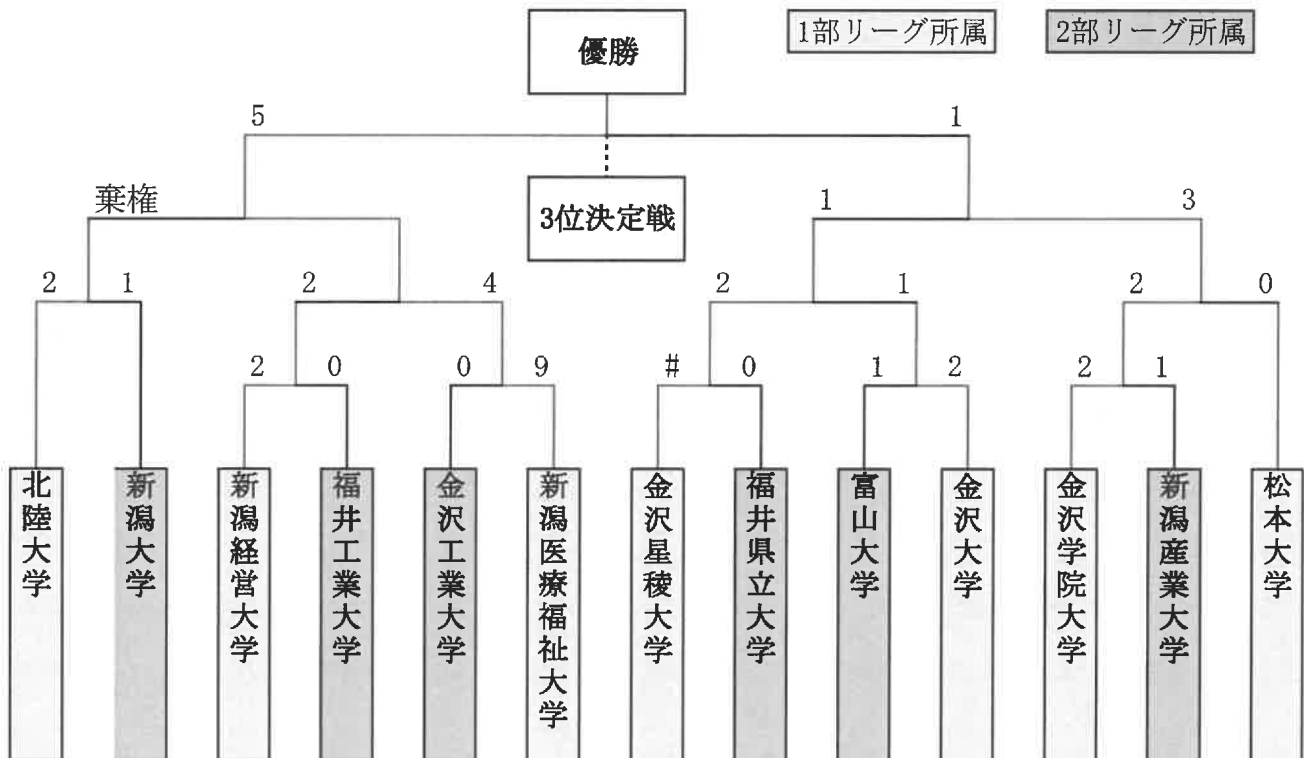 優勝
1部リーグ所属
2部リーグ所属
5
1
棄権
3位決定戦
1
3
2
1
2
4
2
1
2
0
2
0
0
9
#
0
1
2
2
1
北陸大学
新潟大学
新潟経営大学
福井工業大学
金沢工業大学
新潟医療福祉大学
金沢星稜大学
福井県立大学
富山大学
金沢大学
金沢学院大学
新潟産業大学
松本大学